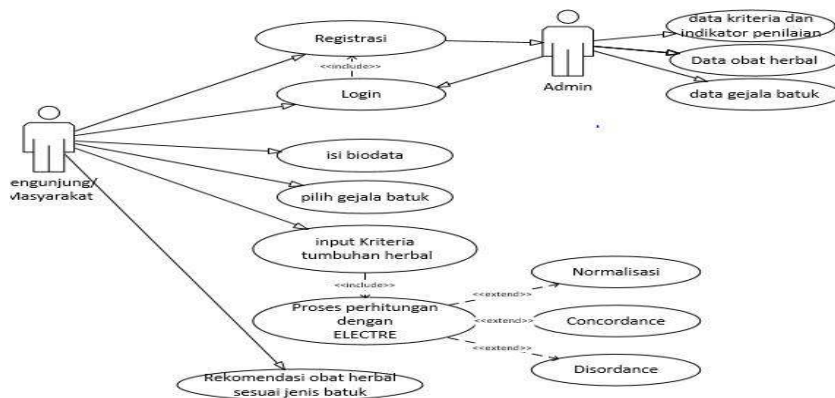 Registrasi
<<include>>
Login
Admin
data kriteria dan
indikator penilaian
Data obat herbal
data gejala batuk
engunjung/
Masyarakat
isi biodata
pilih gejala batuk
input Kriteria
tumbuhan herbal
<<include>>
Proses perhitungan
dengan
ELECTRE
<<extend>>
Normalisasi
<<extend>>
Concordance
<<extend>>
Disordance
Rekomendasi obat herbal
sesuai jenis batuk